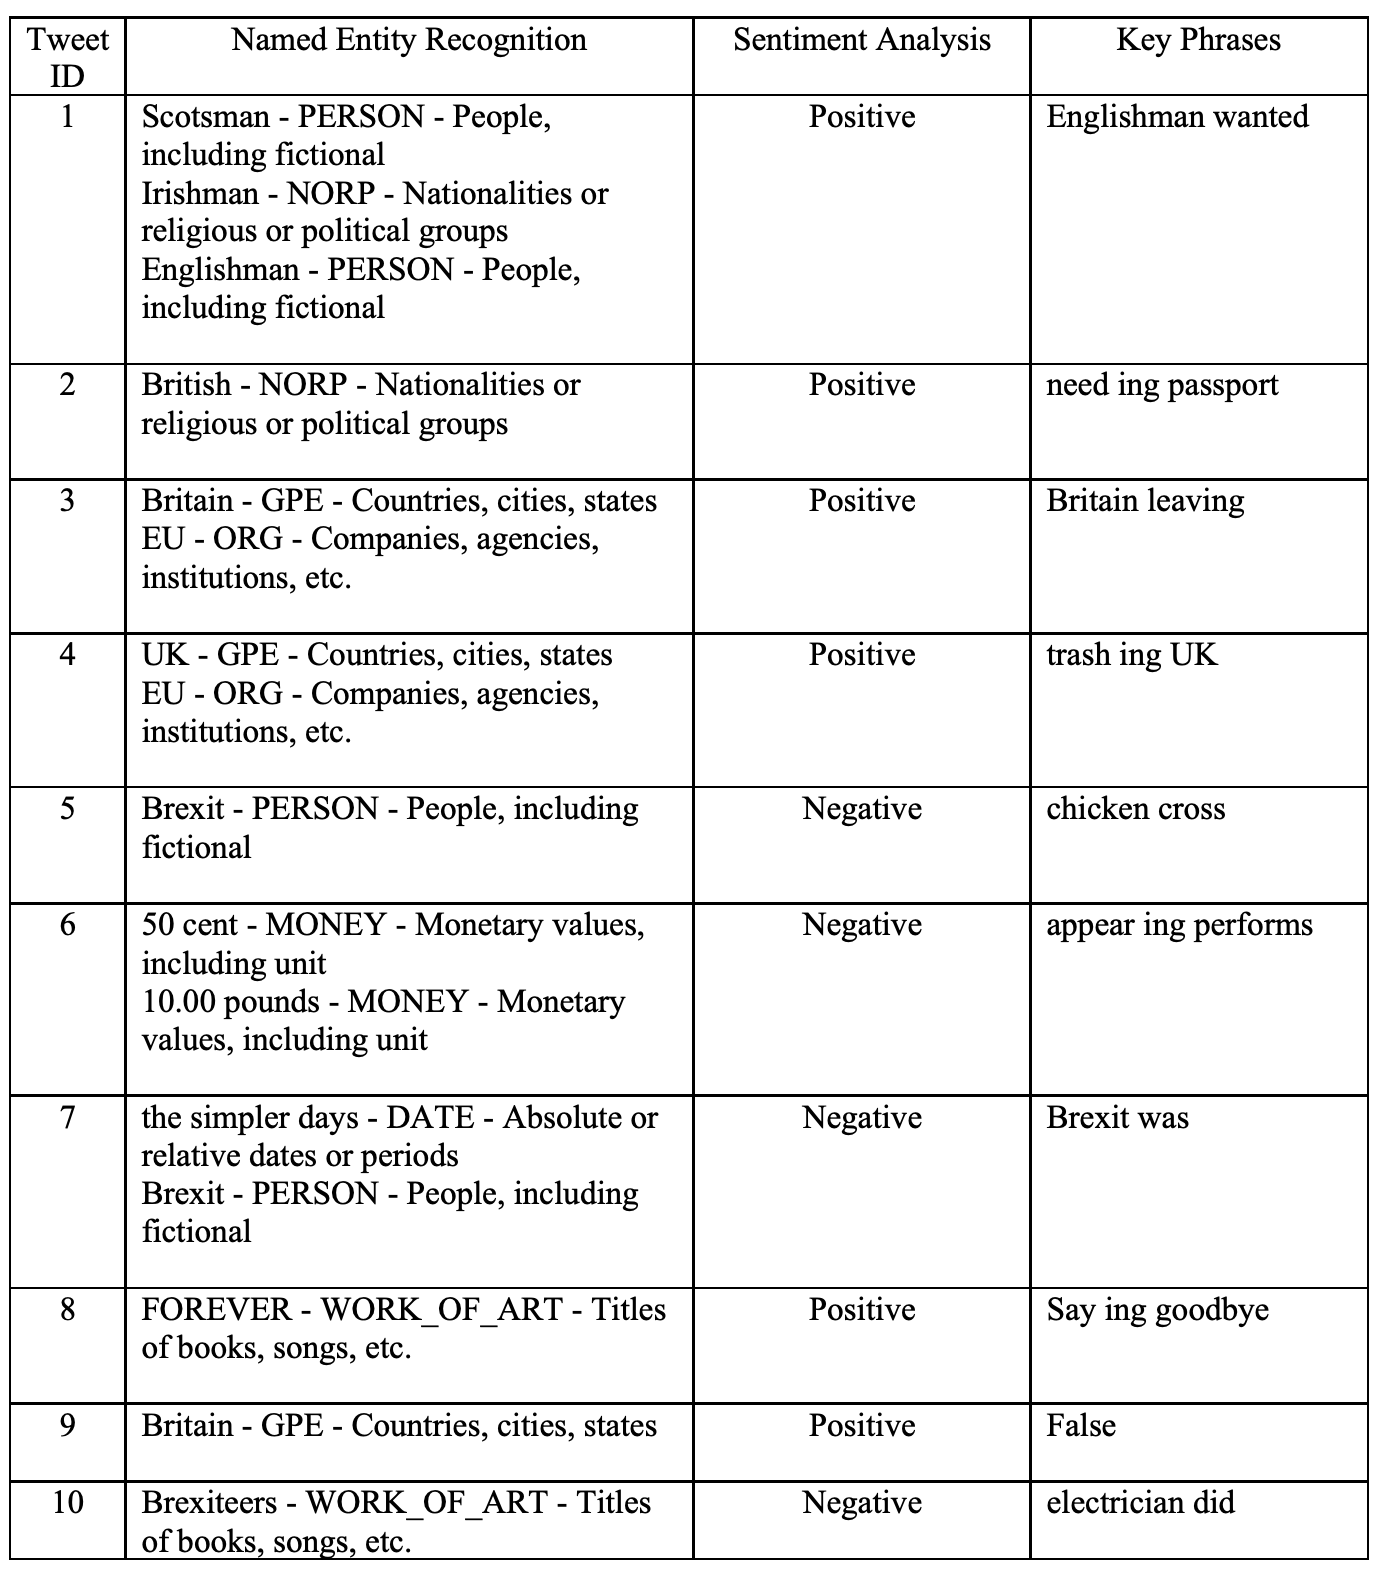 Tweet ID Named Entity Recognition Sentiment Analysis Key Phrases
1 Scotsman - PERSON - People, Positive Englishman wanted
including fictional
Irishman - NORP - Nationalities or
religious or political groups
Englishman - PERSON - People,
including fictional
2 British - NORP - Nationalities or Positive need ing passport
religious or political groups
3 Britain - GPE - Countries, cities, states Positive Britain leaving
EU - ORG - Companies, agencies,
institutions, etc.
4 UK - GPE - Countries, cities, states Positive trash ing UK
EU - ORG - Companies, agencies,
institutions, etc.
5 Brexit - PERSON - People, including Negative chicken cross
fictional
6 50 cent - MONEY - Monetary values, Negative appear ing performs
including unit
10.00 pounds - MONEY - Monetary
values, including unit
7 the simpler days - DATE - Absolute or Negative Brexit was
relative dates or periods
Brexit - PERSON - People, including
fictional
8 FOREVER - WORK_OF_ART - Titles Positive Say ing goodbye
of books, songs, etc.
9 Britain - GPE - Countries, cities, states Positive False
10 Brexiteers - WORK_OF_ART - Titles Negative electrician did
of books, songs, etc.